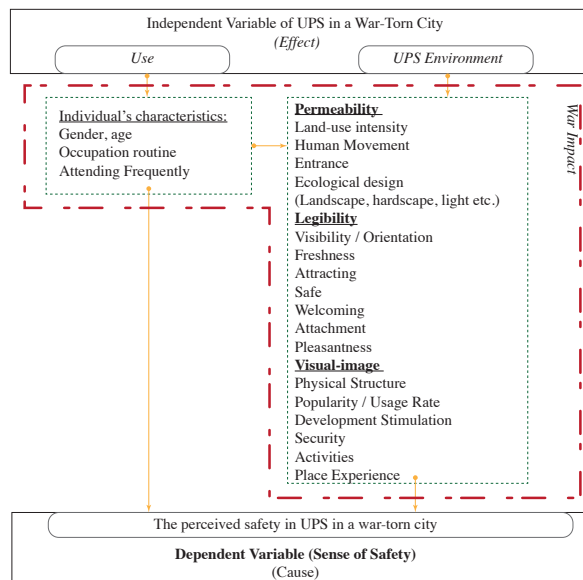 Independent Variable of UPS in a War-Torn City
(Effect)
Use
UPS Environment
War Impact
Individual's characteristics:
Gender, age
Occupation routine
Attending Frequently
Permeability
Land-use intensity
Human Movement
Entrance
Ecological design
(Landscape, hardscape, light etc.)
Legibility
Visibility / Orientation
Freshness
Attracting
Safe
Welcoming
Attachment
Pleasantness
Visual-image
Physical Structure
Popularity / Usage Rate
Development Stimulation
Security
Activities
Place Experience
The perceived safety in UPS in a war-torn city
Dependent Variable (Sense of Safety)
(Cause)